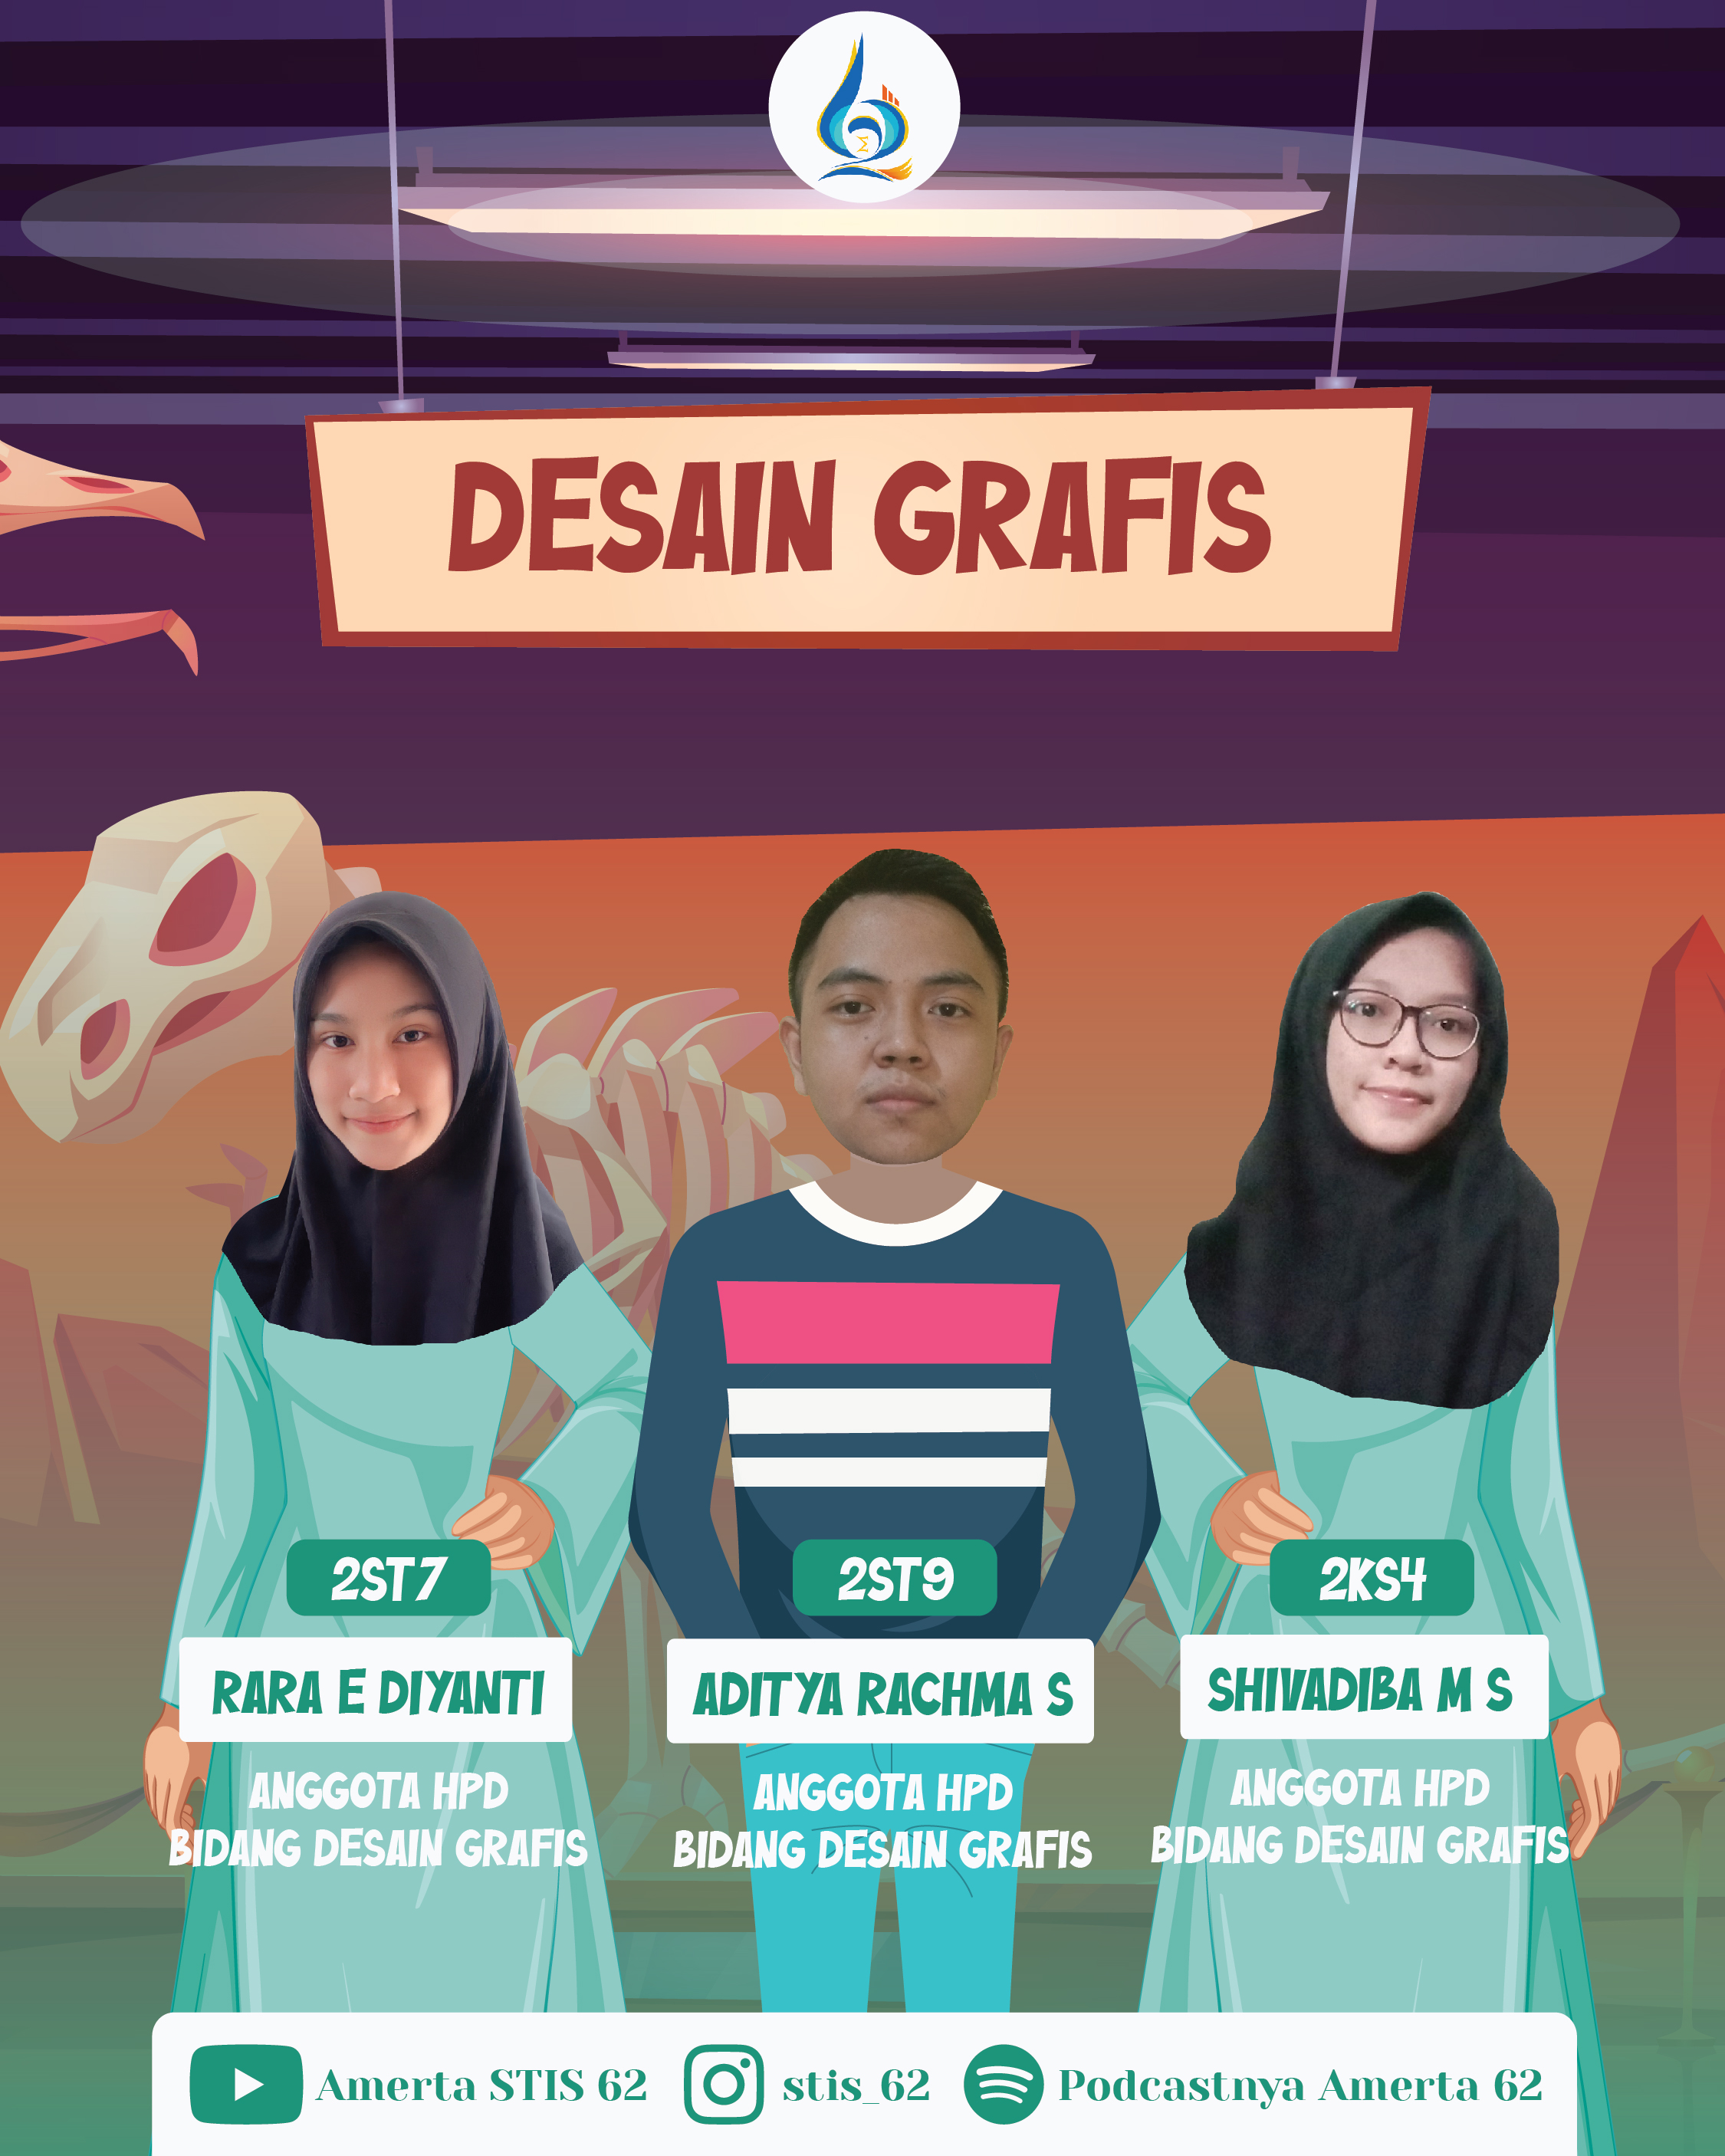 DESAIN GRAFIS
2ST7
2ST9
2KS4
RARA E DIYANTI
ADITYA RACHMA S
SHIVADIBA M S
ANGGOTA HPD
BIDANG DESAIN GRAFIS
ANGGOTA HPD
BIDANG DESAIN GRAFIS
ANGGOTA HPD
BIDANG DESAIN GRAFIS
Amerta STIS 62
stis_62
Podcastnya Amerta 62